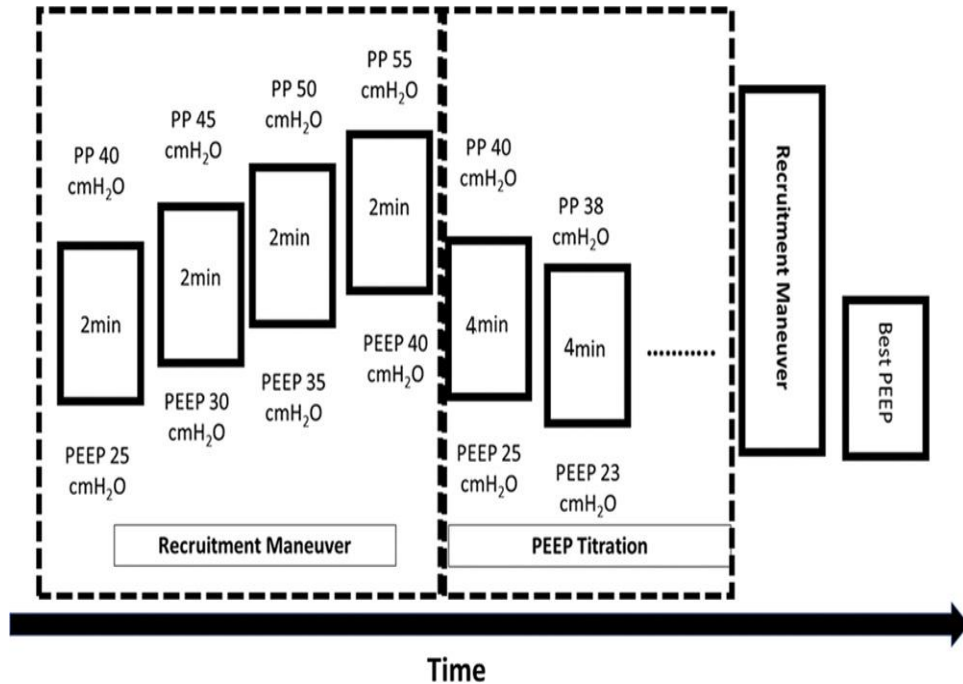 PP 40
cmH₂O
2min
PEEP 25
cmH₂O
PP 45
cmH₂O
2min
PEEP 30
cmH₂O
PP 50
cmH₂O
2min
PEEP 35
cmH₂O
PP 55
cmH₂O
2min
PEEP 40
cmH₂O
Recruitment Maneuver
PP 40
cmH₂O
4min
PEEP 25
cmH₂O
PP 38
cmH₂O
4min
PEEP 23
cmH₂O
...........
PEEP Titration
Recruitment Maneuver
Best PEEP
Time